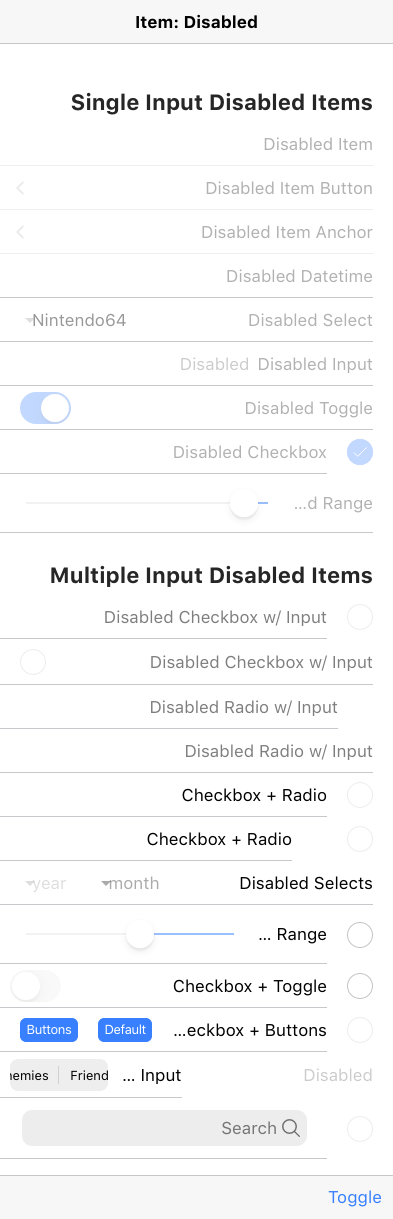 Item: Disabled
Single Input Disabled Items
Disabled Item
Disabled Item Button
Disabled Item Anchor
Disabled Datetime
Disabled Select Nintendo64
Disabled Input Disabled
Disabled Toggle
Disabled Checkbox
...d Range
Multiple Input Disabled Items
Disabled Checkbox w/ Input
Disabled Checkbox w/ Input
Disabled Radio w/ Input
Disabled Radio w/ Input
Checkbox + Radio
Checkbox + Radio
Disabled Selects month year
... Range
Checkbox + Toggle
...eckbox + Buttons Default Buttons
Disabled ... Input Friend nemies
Search
Toggle